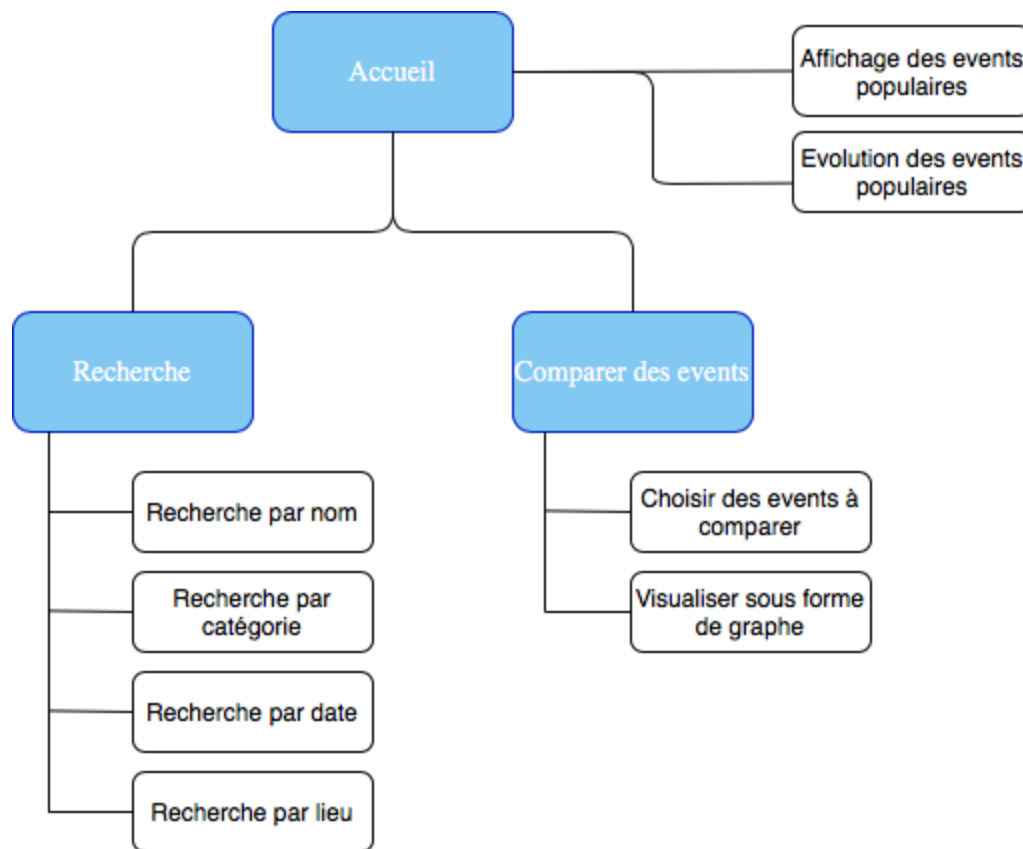 Accueil
Affichage des events
populaires
Evolution des events
populaires
Recherche
Comparer des events
Recherche par nom
Recherche par
catégorie
Recherche par date
Recherche par lieu
Choisir des events à
comparer
Visualiser sous forme
de graphe